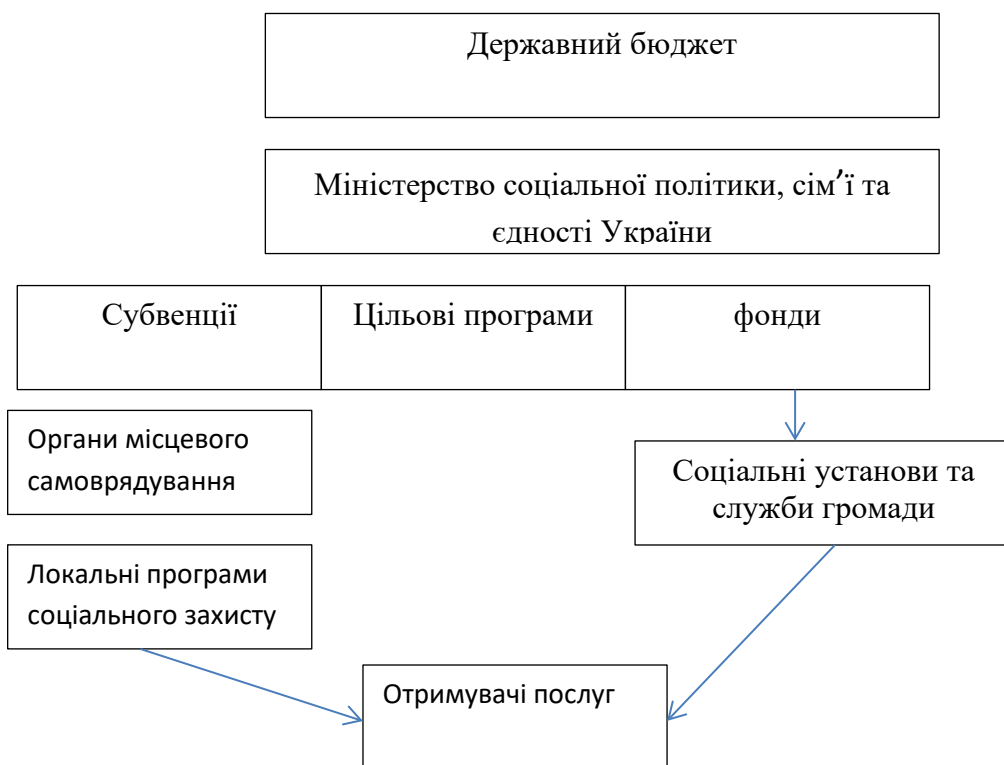 Державний бюджет
Міністерство соціальної політики, сім’ї та
єдності України
Субвенції
Цільові програми
фонди
Органи місцевого
самоврядування
Соціальні установи та
служби громади
Локальні програми
соціального захисту
Отримувачі послуг